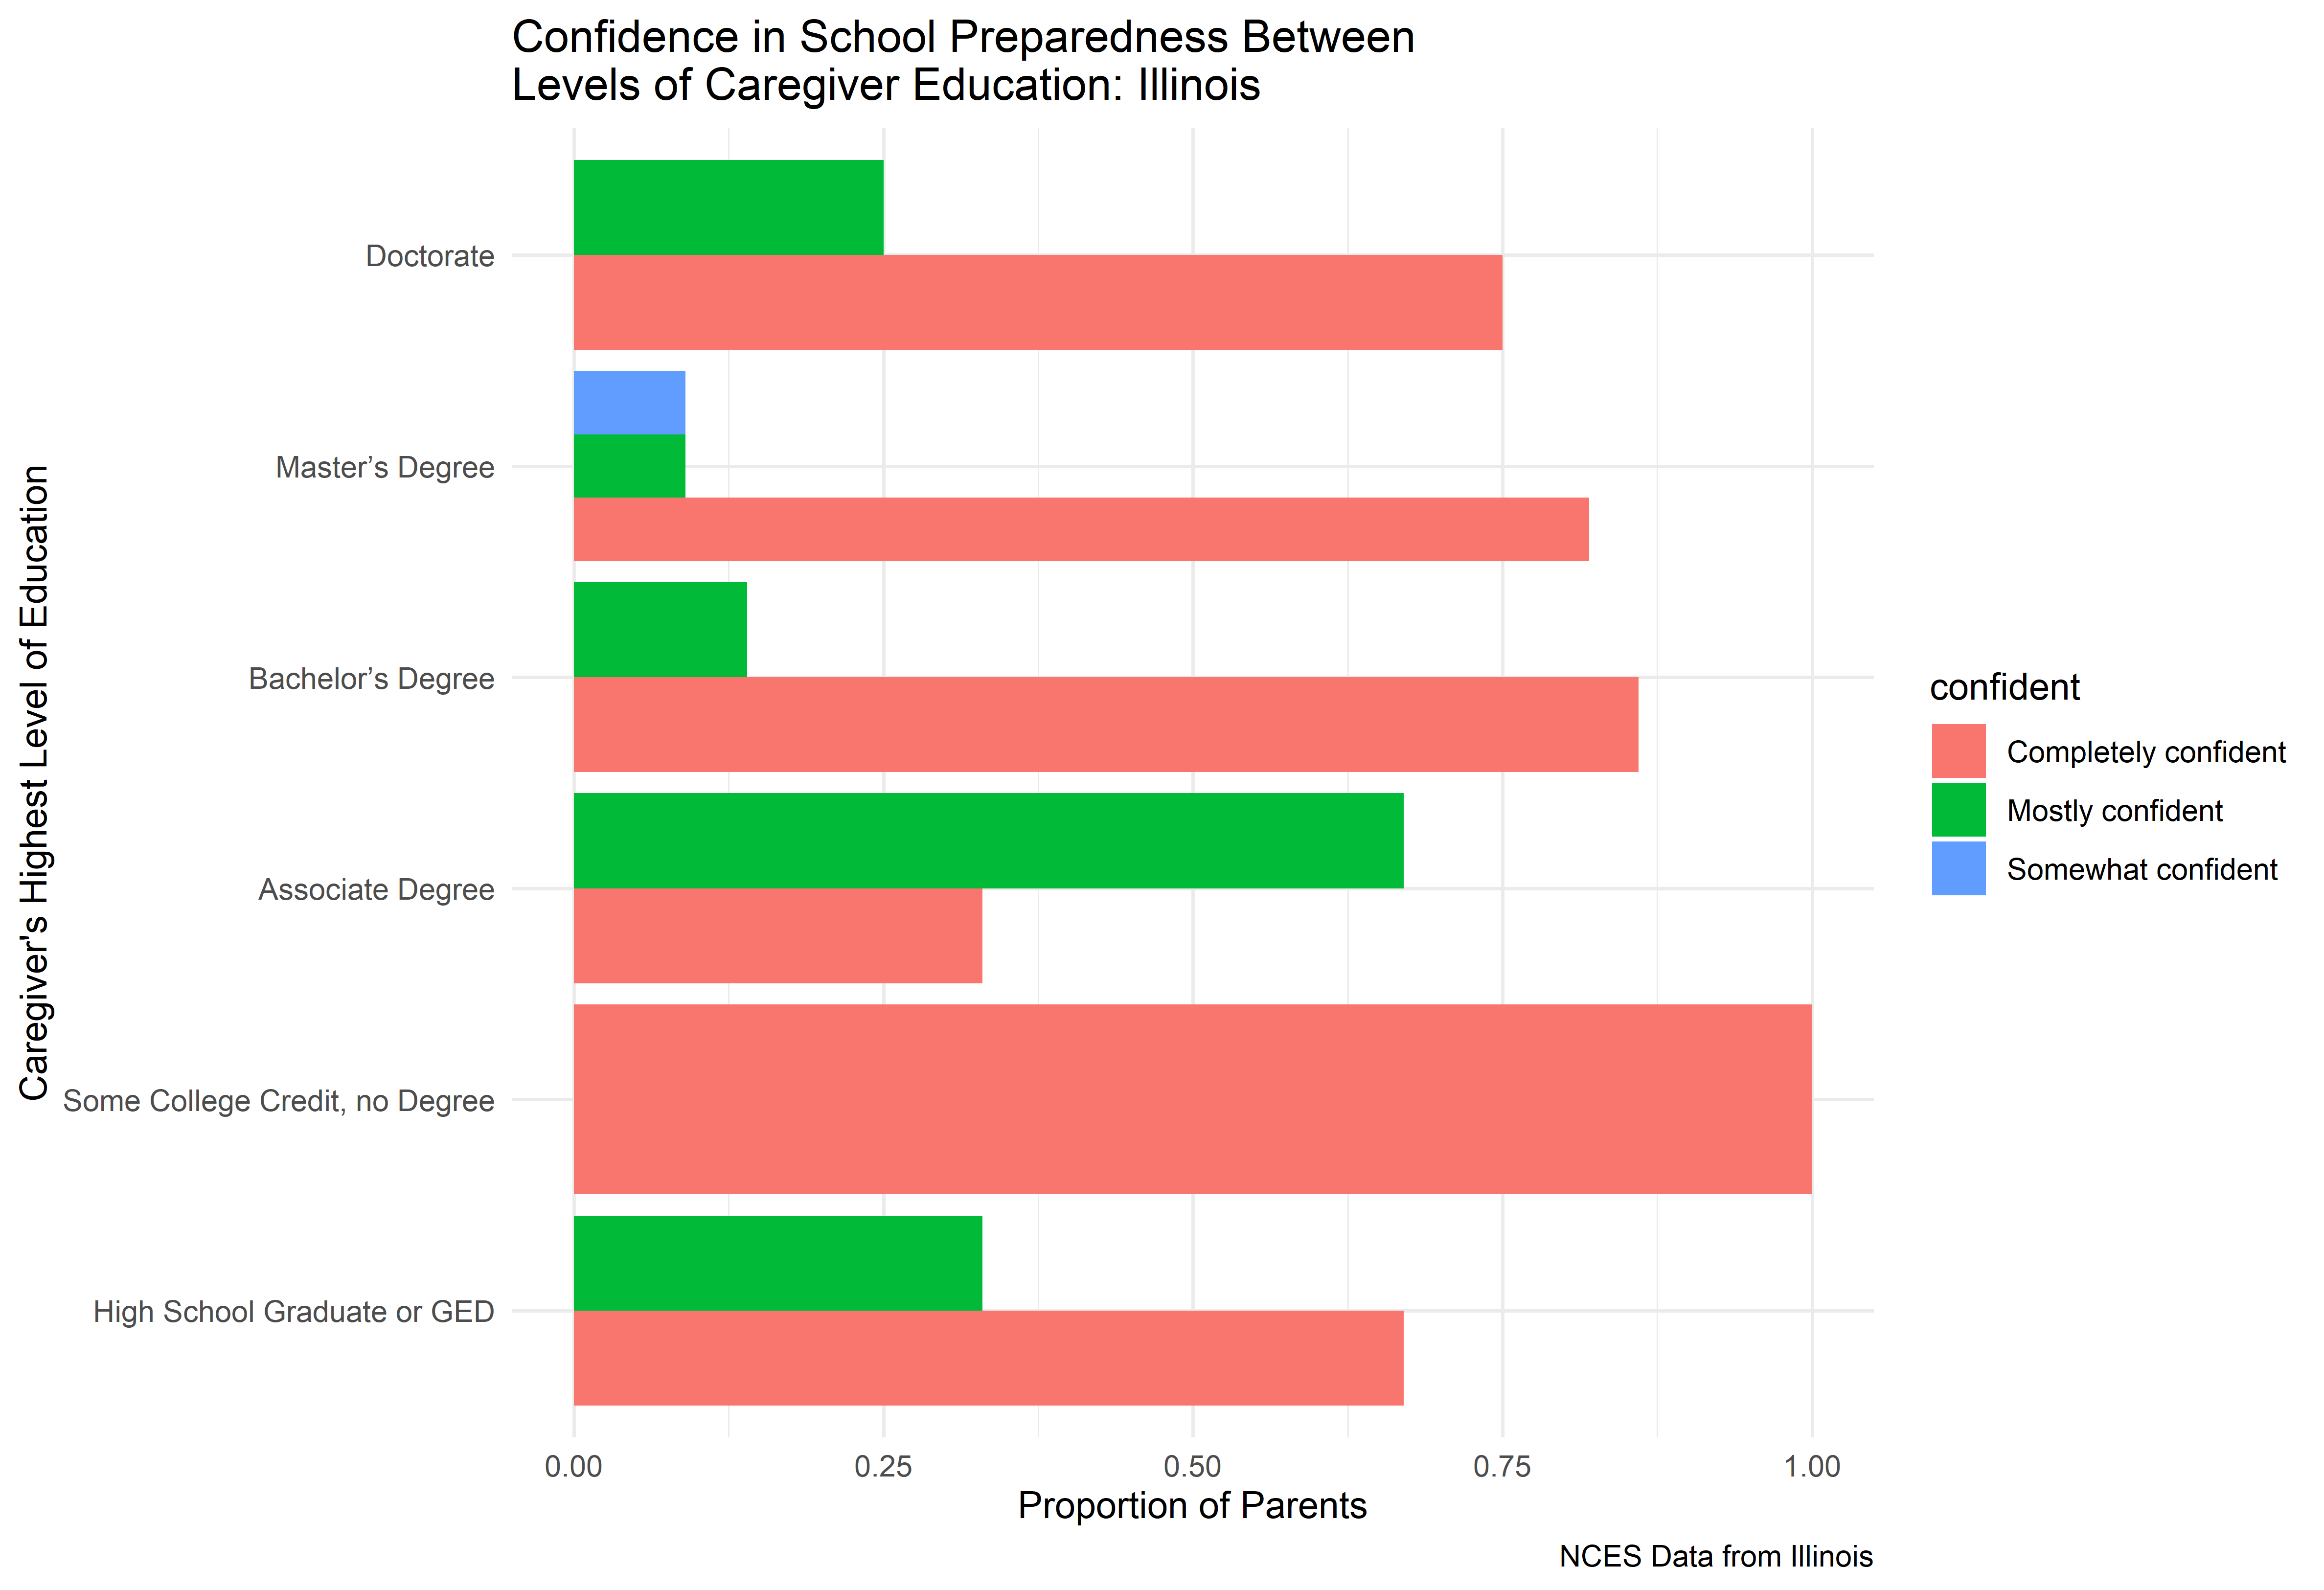 Confidence in School Preparedness Between
Levels of Caregiver Education: Illinois
Caregiver's Highest Level of Education
Doctorate
Master’s Degree
Bachelor’s Degree
Associate Degree
Some College Credit, no Degree
High School Graduate or GED
0.00 0.25 0.50 0.75 1.00
Proportion of Parents
confident
Completely confident
Mostly confident
Somewhat confident
NCES Data from Illinois